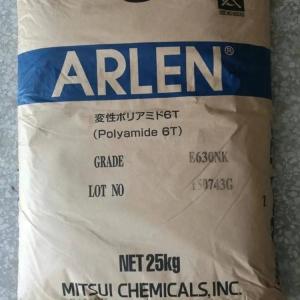 ARLEN®
変性ポリアミド6T
(Polyamide 6T)
GRADE E630NK
LOT NO 150743G
NET 25kg
MITSUI CHEMICALS, INC.